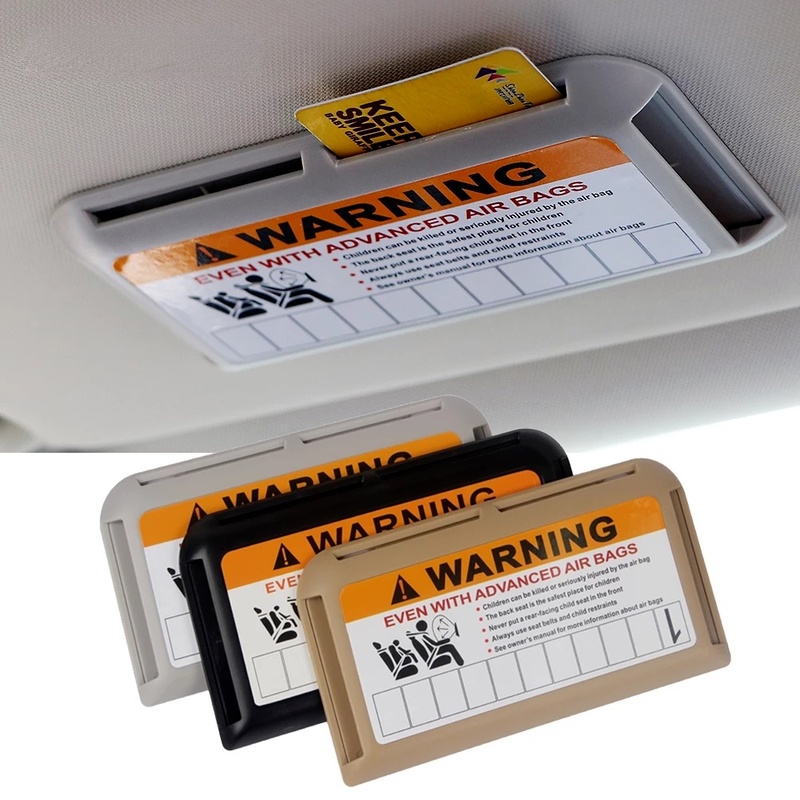 KEEP
SMILE
BABY GIRAFFE
WARNING
EVEN WITH ADVANCED AIR BAGS
Children can be killed or seriously injured by the air bag
The back seat is the safest place for children
Never put a rear-facing child seat in the front
Always use seat belts and child restraints
See owner's manual for more information about air bags
WARNING
WARNING
EVEN
WARNING
EVEN WITH ADVANCED AIR BAGS
Children can be killed or seriously injured by the air bag
The back seat is the safest place for children
Never put a rear-facing child seat in the front
Always use seat belts and child restraints
See owner's manual for more information about air bags